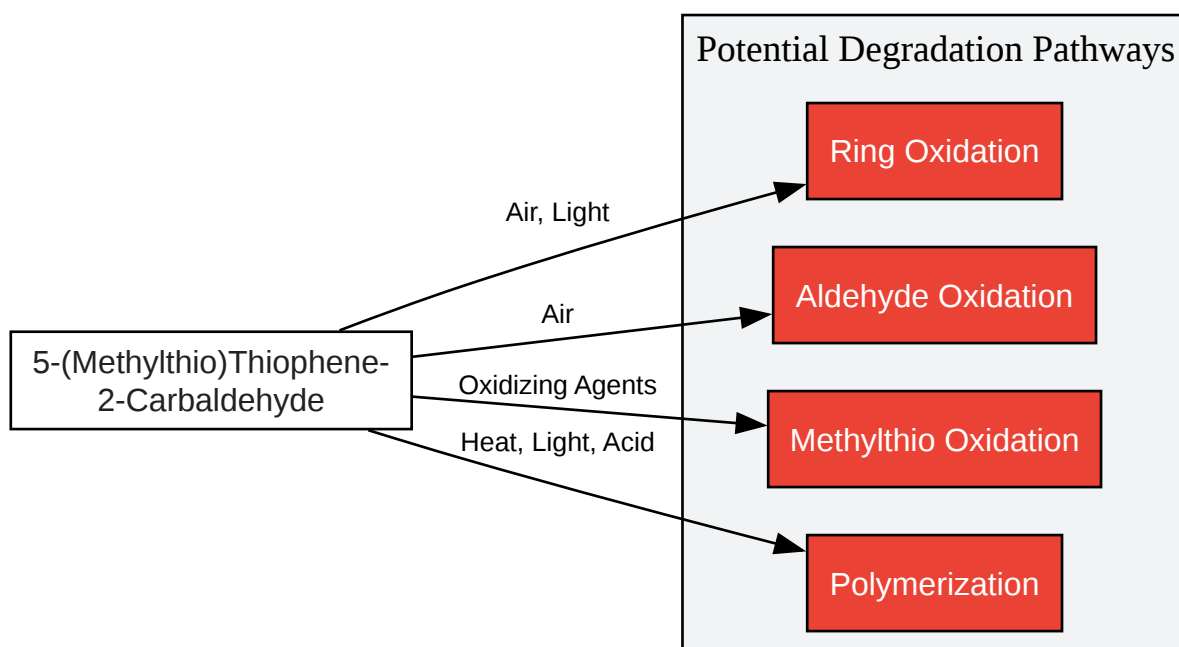 Potential Degradation Pathways
Ring Oxidation
Air, Light
Aldehyde Oxidation
Air
5-(Methylthio)Thiophene-
2-Carbaldehyde
Oxidizing Agents
Methylthio Oxidation
Heat, Light, Acid
Polymerization